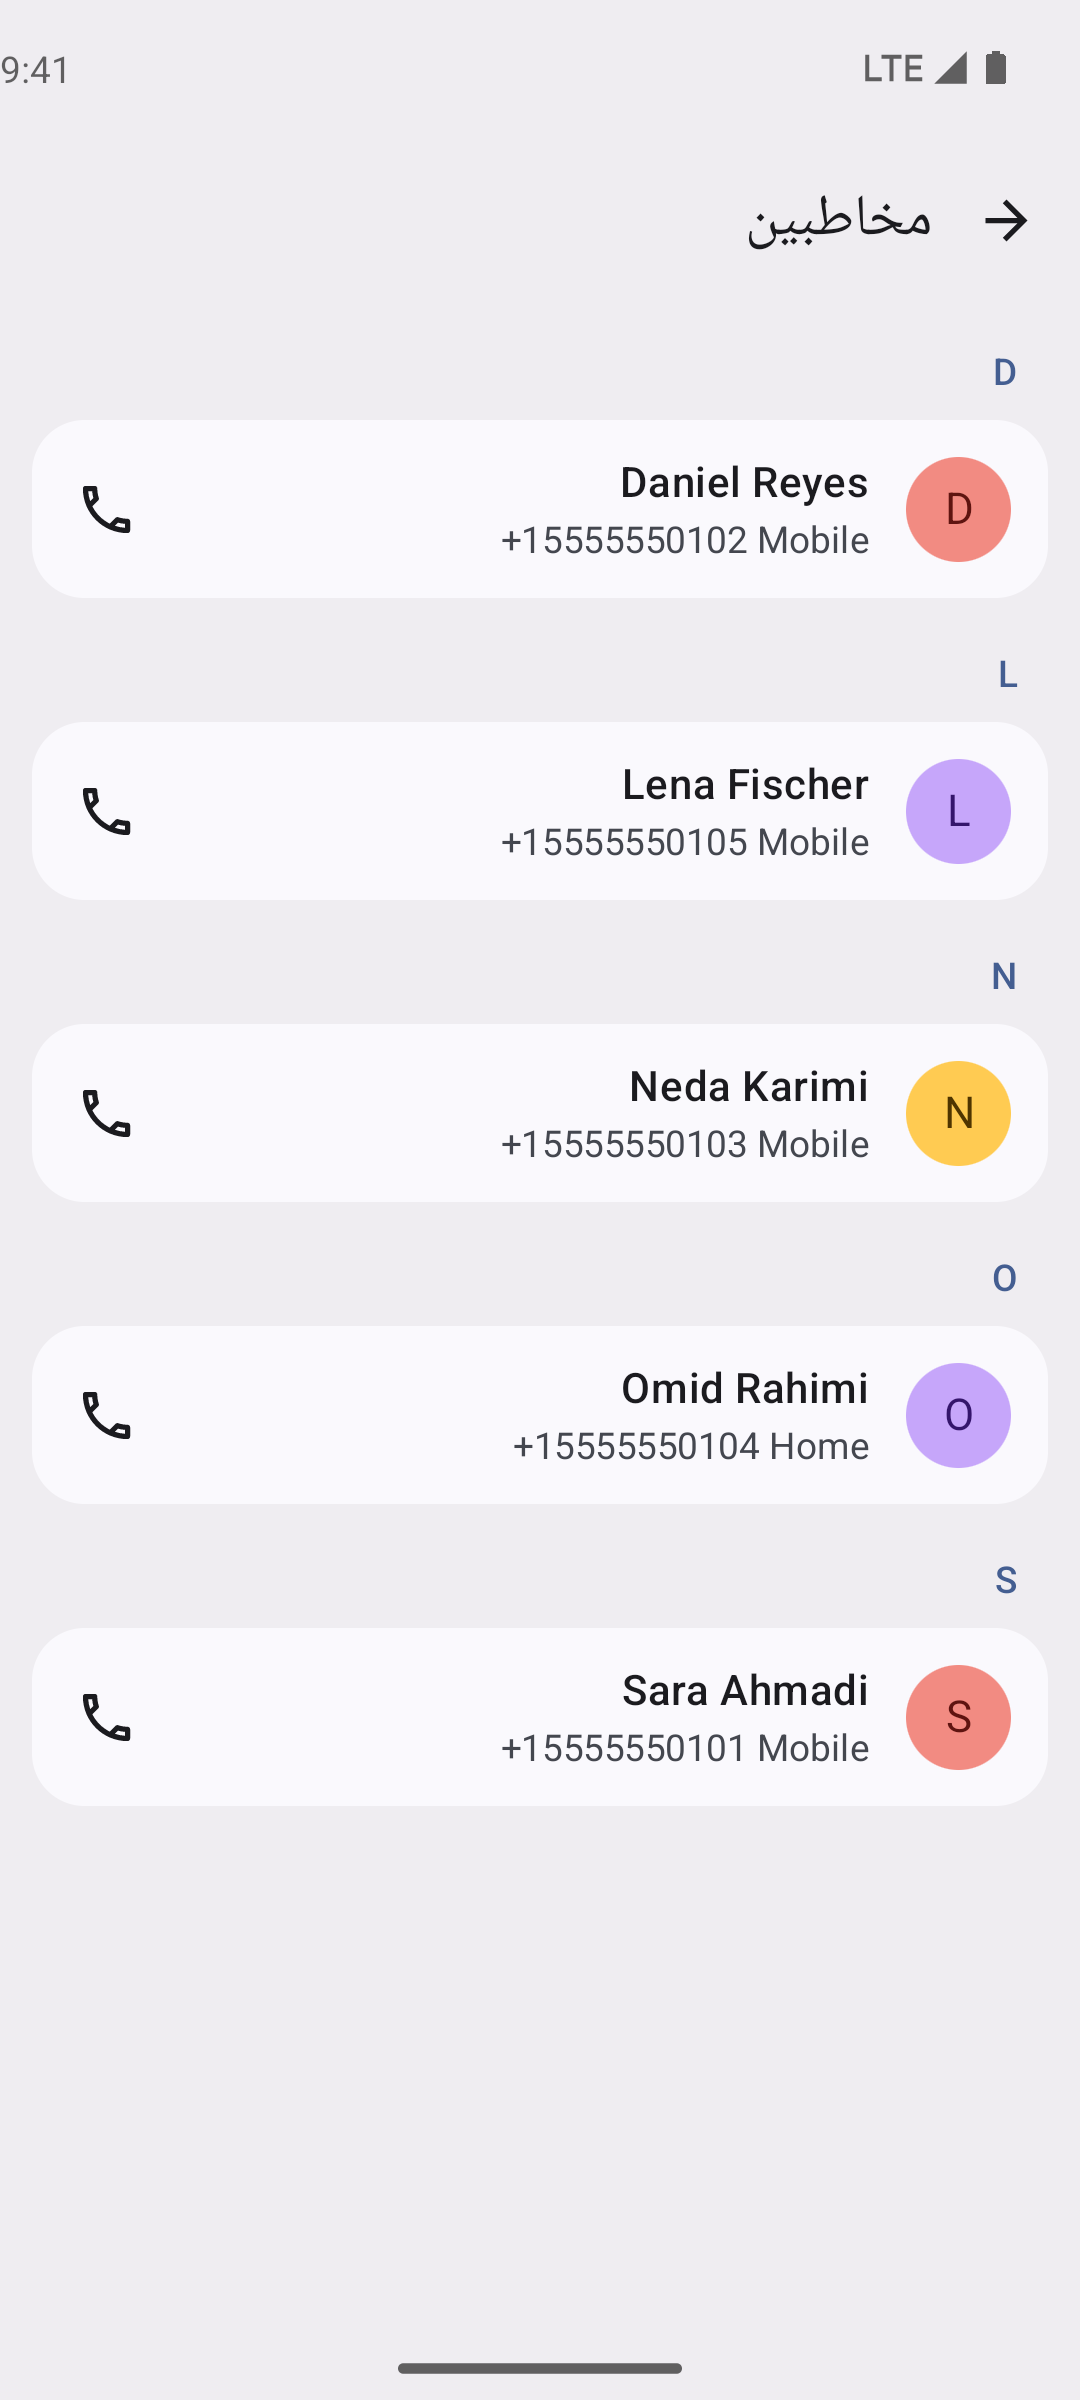 9:41 LTE
مخاطبین
D
D
Daniel Reyes
+15555550102 Mobile
L
L
Lena Fischer
+15555550105 Mobile
N
N
Neda Karimi
+15555550103 Mobile
O
O
Omid Rahimi
+15555550104 Home
S
S
Sara Ahmadi
+15555550101 Mobile